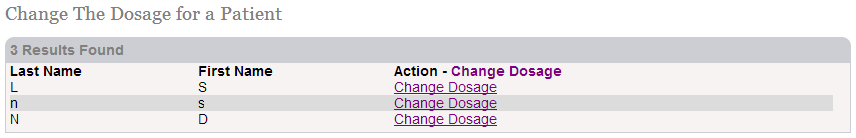 Change The Dosage for a Patient
3 Results Found
Last Name First Name Action - Change Dosage
L S Change Dosage
n s Change Dosage
N D Change Dosage